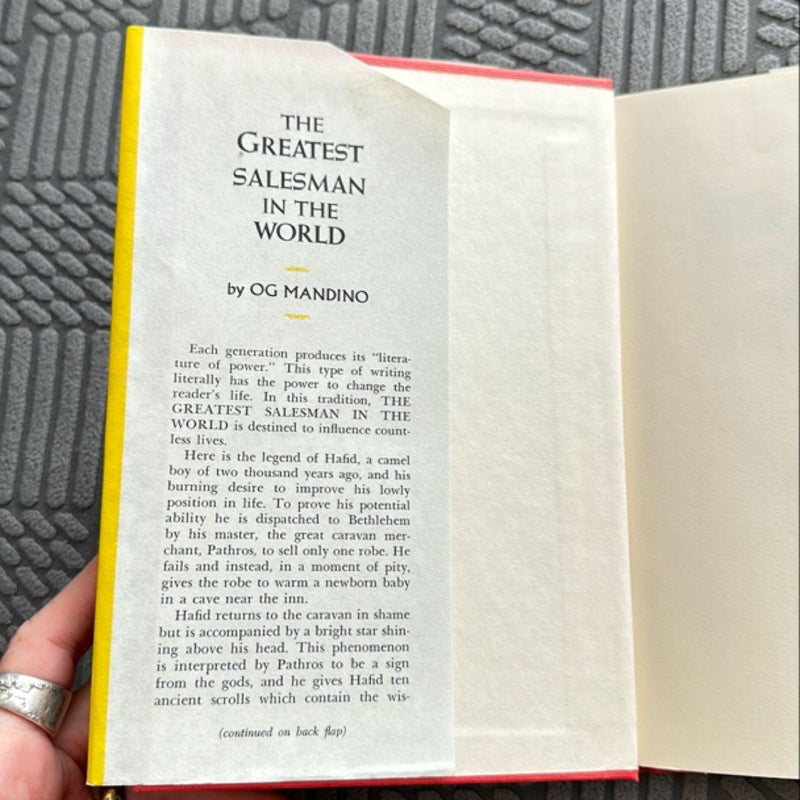 THE
GREATEST
SALESMAN
IN THE
WORLD
by OG MANDINO
Each generation produces its "litera-
ture of power." This type of writing
literally has the power to change the
reader's life. In this tradition, THE
GREATEST SALESMAN IN THE
WORLD is destined to influence count-
less lives.
Here is the legend of Hafid, a camel
boy of two thousand years ago, and his
burning desire to improve his lowly
position in life. To prove his potential
ability he is dispatched to Bethlehem
by his master, the great caravan mer-
chant, Pathros, to sell only one robe. He
fails and instead, in a moment of pity,
gives the robe to warm a newborn baby
in a cave near the inn.
Hafid returns to the caravan in shame
but is accompanied by a bright star shin-
ing above his head. This phenomenon
is interpreted by Pathros to be a sign
from the gods, and he gives Hafid ten
ancient scrolls which contain the wis-
(continued on back flap)